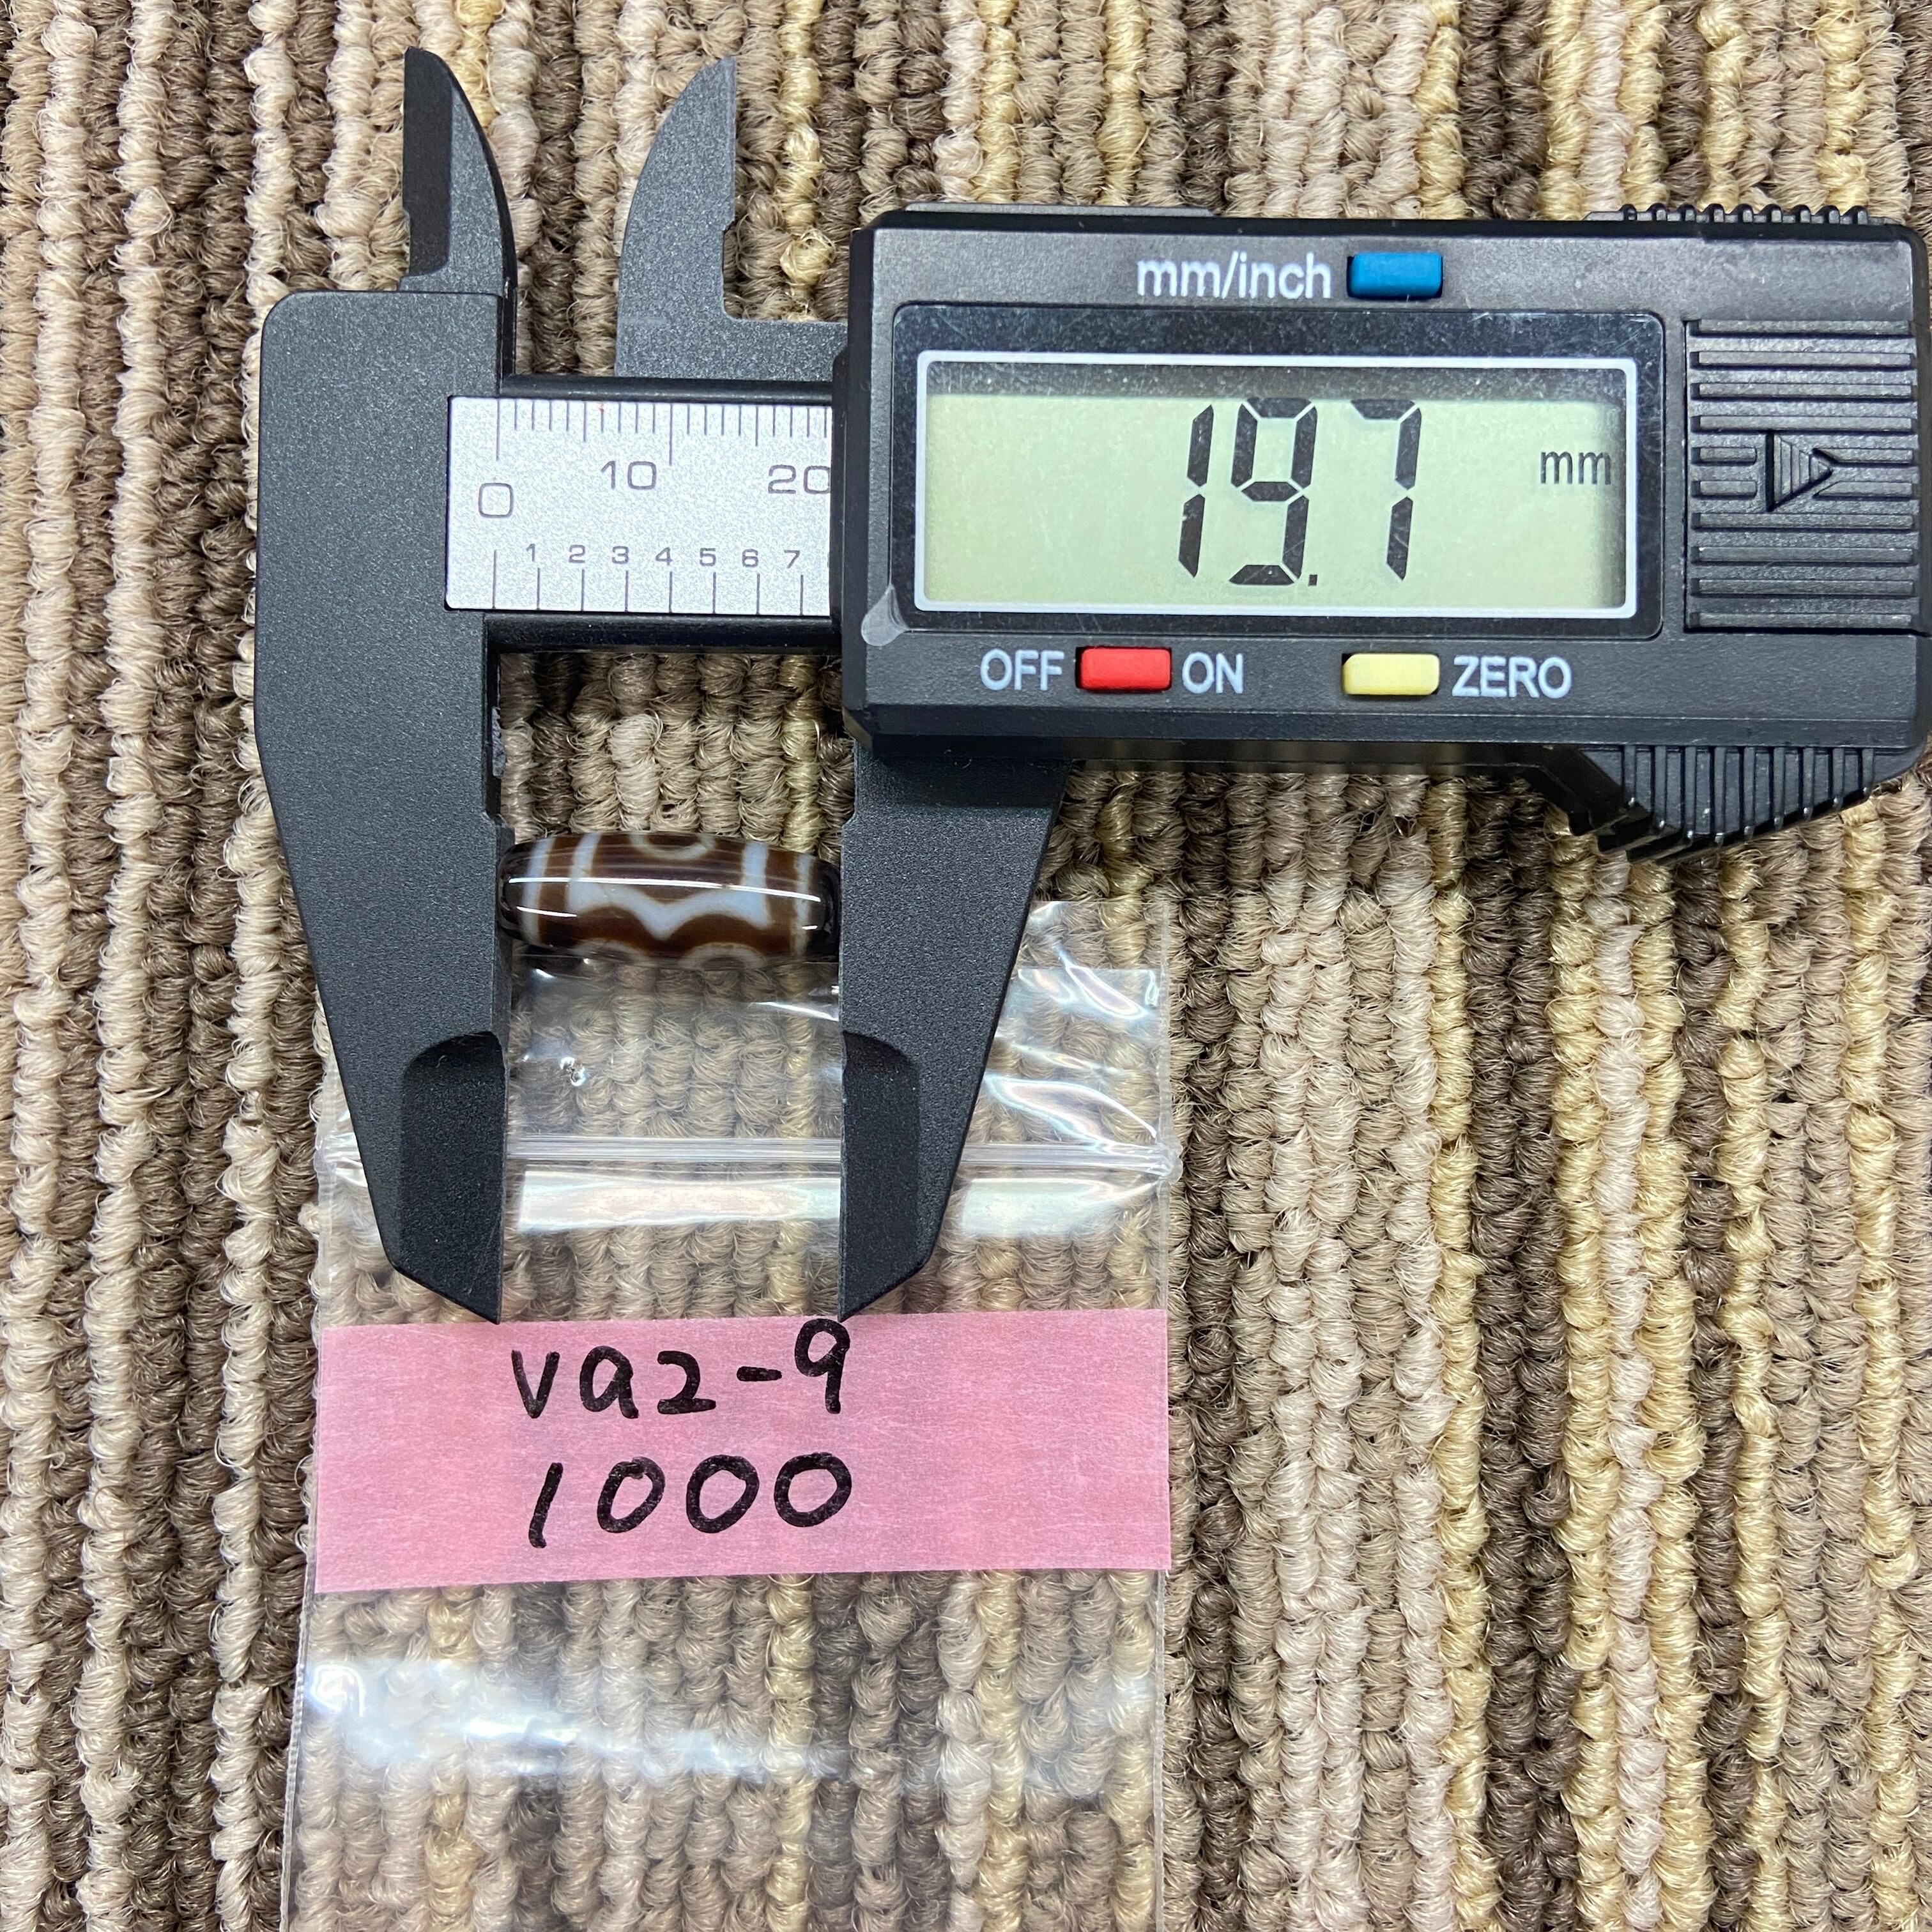 mm/inch
19.7 mm
0 10 20
1 2 3 4 5 6 7
OFF ON ZERO
va2-9
1000